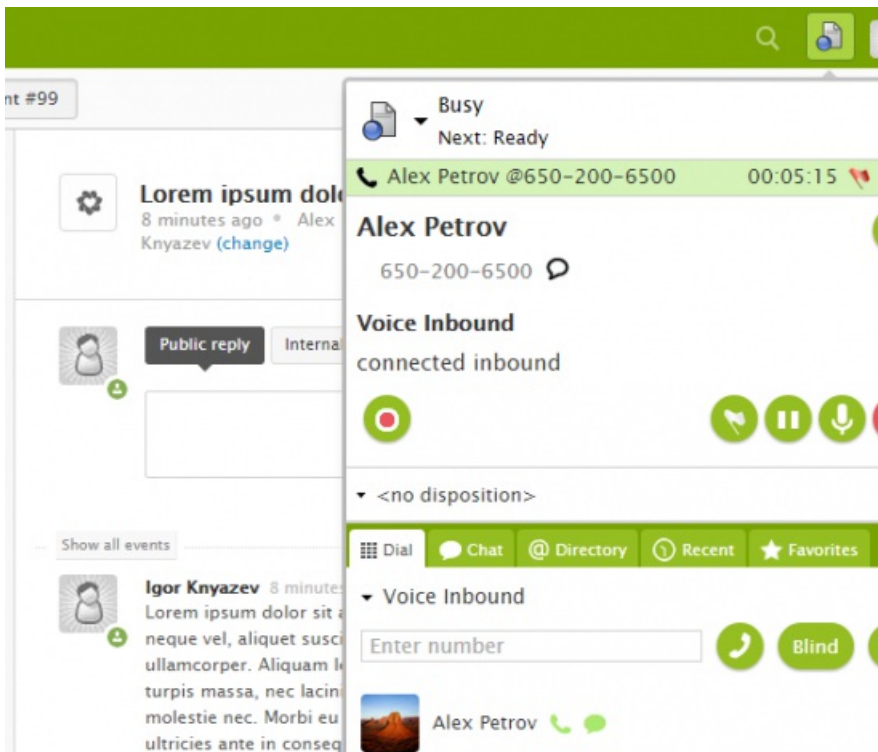 nt #99
Lorem ipsum dolo
8 minutes ago • Alex
Knyazev (change)
Public reply Interna
Show all events
Igor Knyazev 8 minute
Lorem ipsum dolor sit a
neque vel, aliquet susci
ullamcorper. Aliquam le
turpis massa, nec lacini
molestie nec. Morbi eu
ultricies ante in conseq
Busy
Next: Ready
Alex Petrov @650-200-6500 00:05:15
Alex Petrov
650-200-6500
Voice Inbound
connected inbound
<no disposition>
Dial Chat @ Directory Recent Favorites
Voice Inbound
Enter number Blind
Alex Petrov